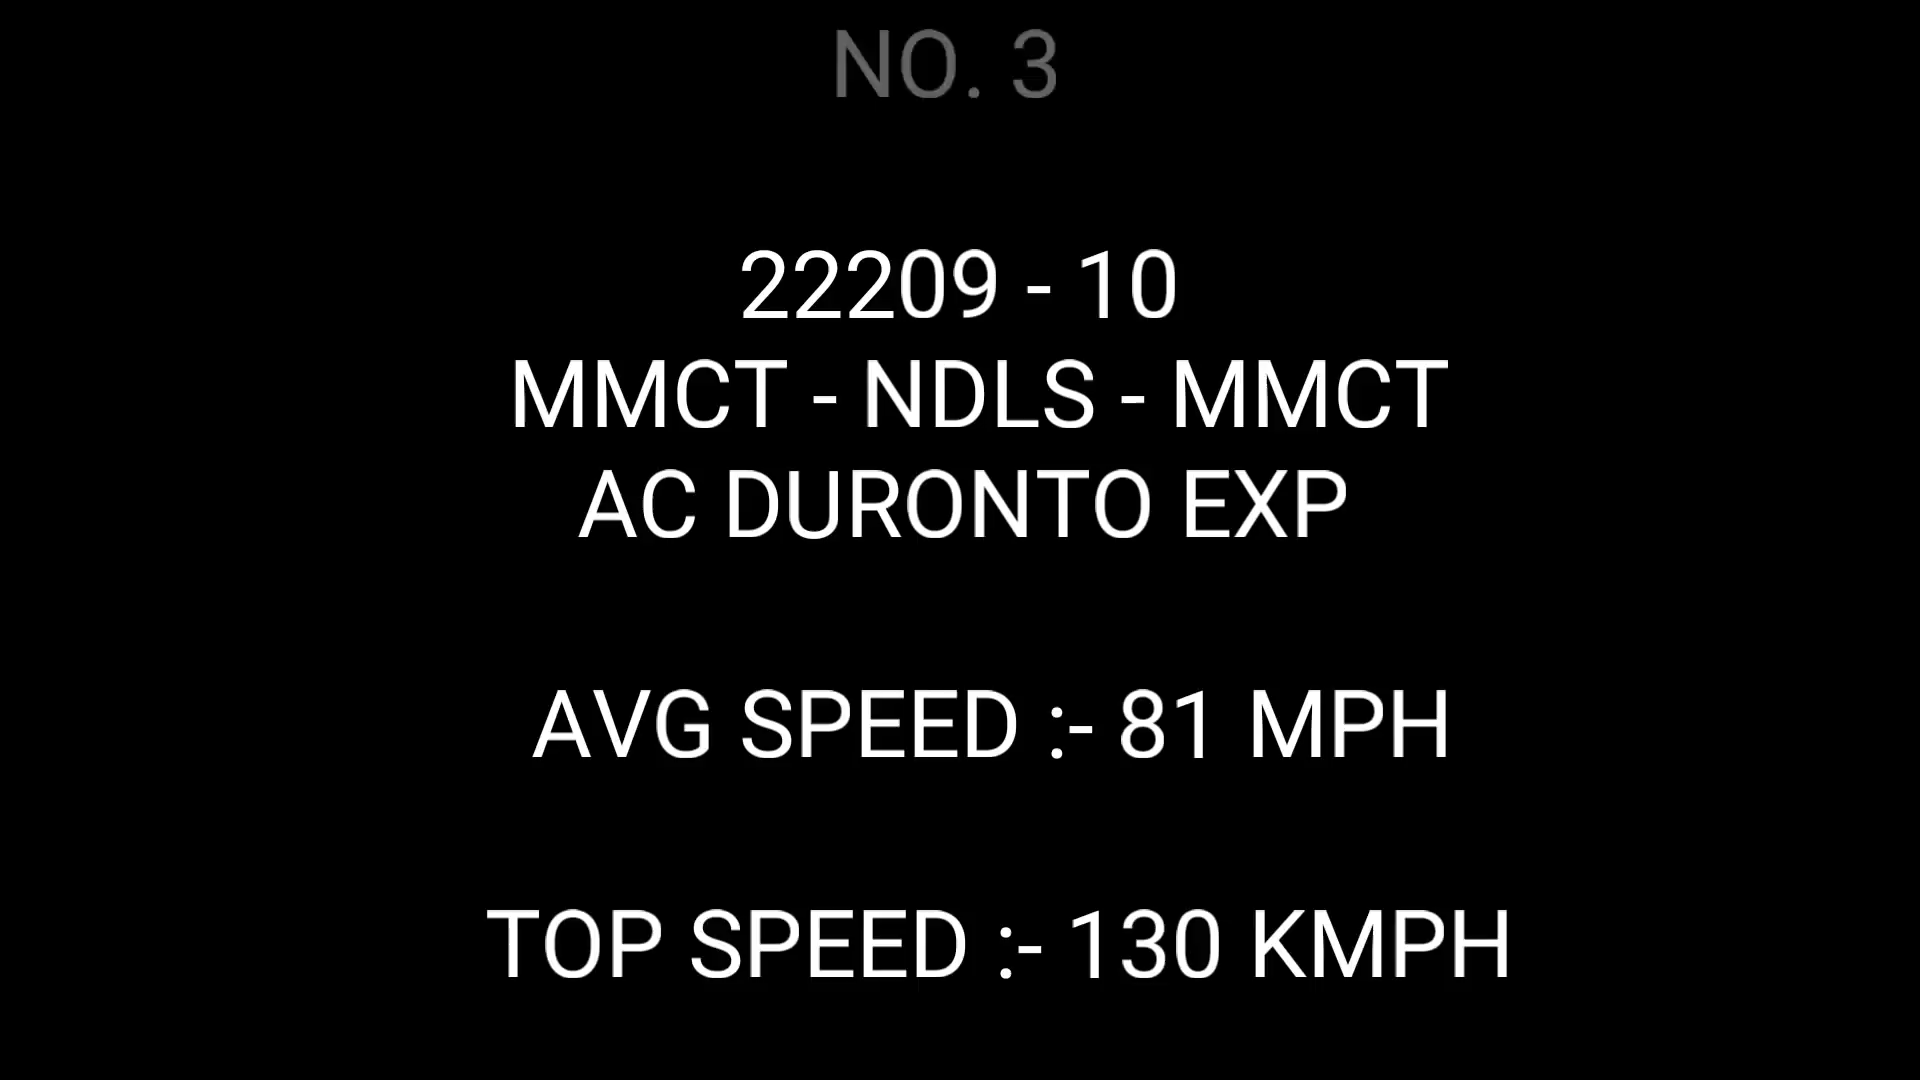 NO. 3
22209 - 10
MMCT - NDLS - MMCT
AC DURONTO EXP
AVG SPEED :- 81 MPH
TOP SPEED :- 130 KMPH